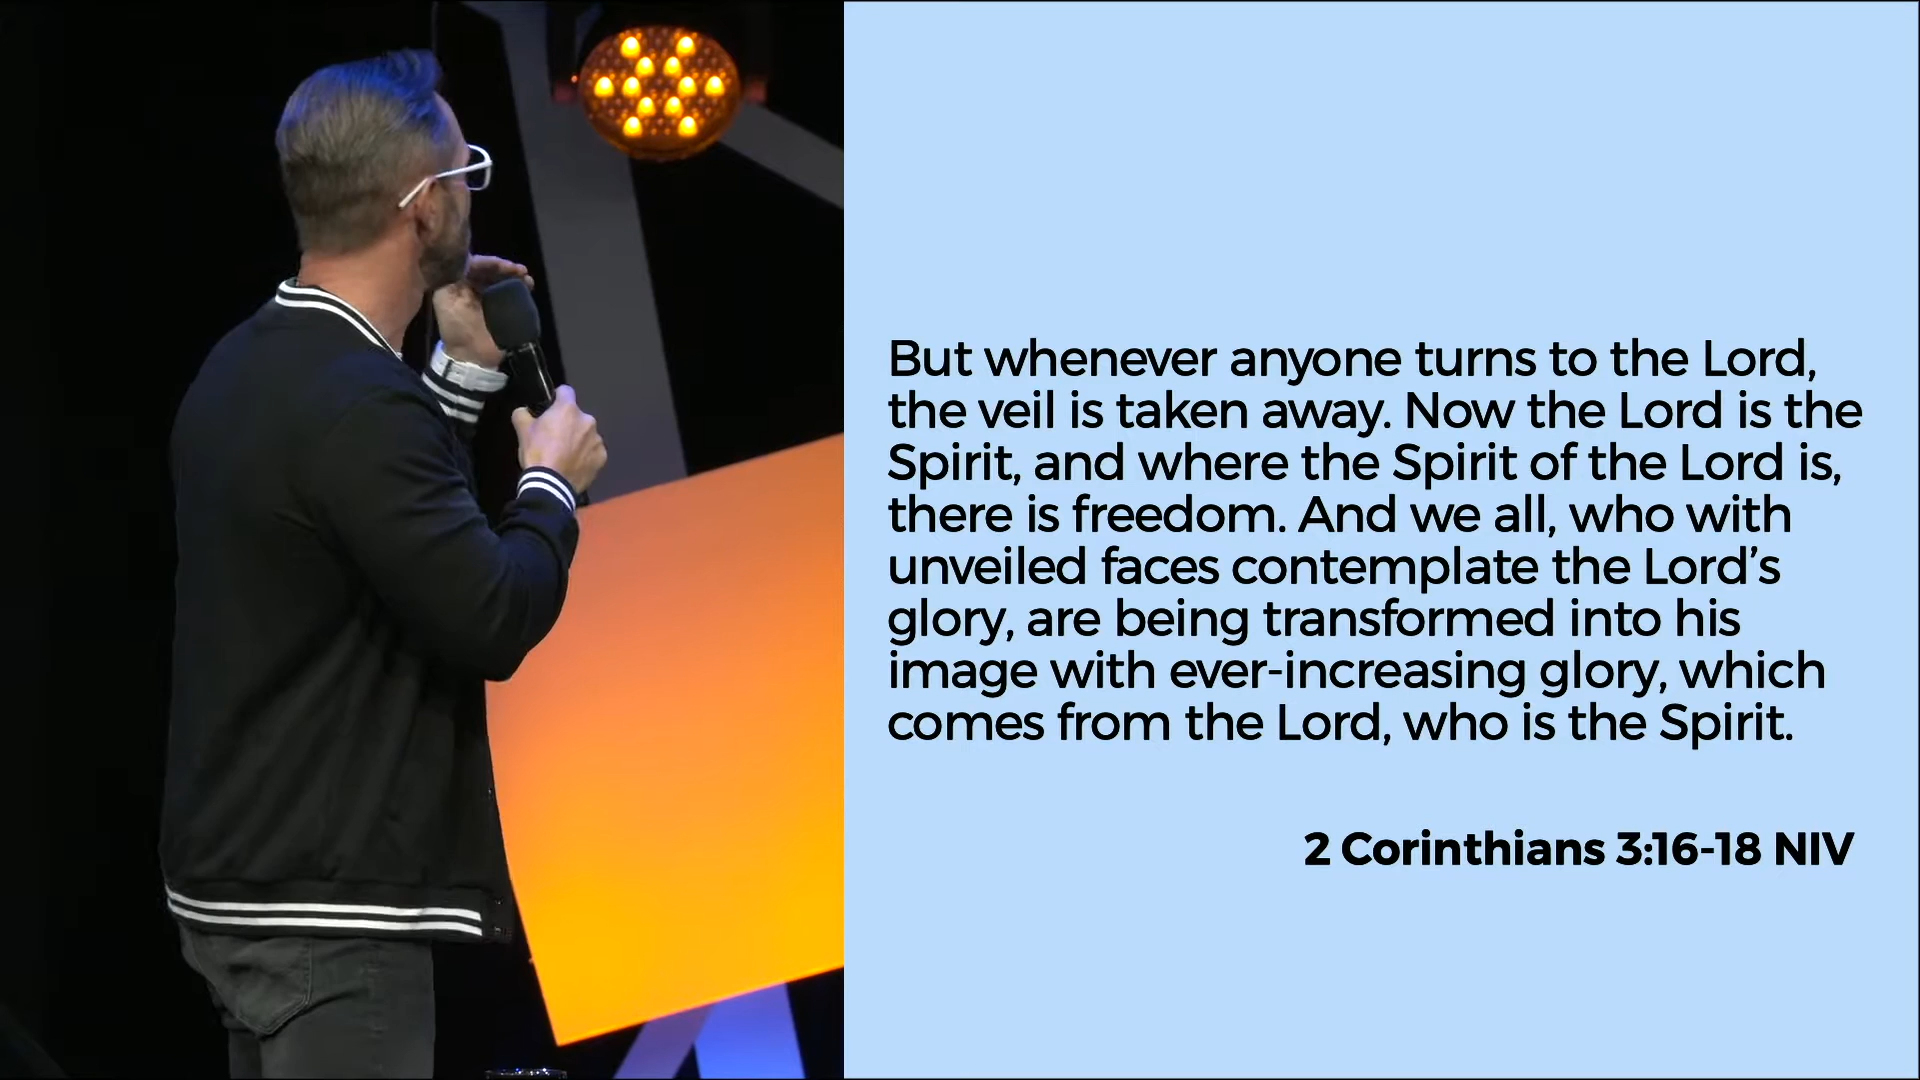 But whenever anyone turns to the Lord,
the veil is taken away. Now the Lord is the
Spirit, and where the Spirit of the Lord is,
there is freedom. And we all, who with
unveiled faces contemplate the Lord’s
glory, are being transformed into his
image with ever-increasing glory, which
comes from the Lord, who is the Spirit.
2 Corinthians 3:16-18 NIV